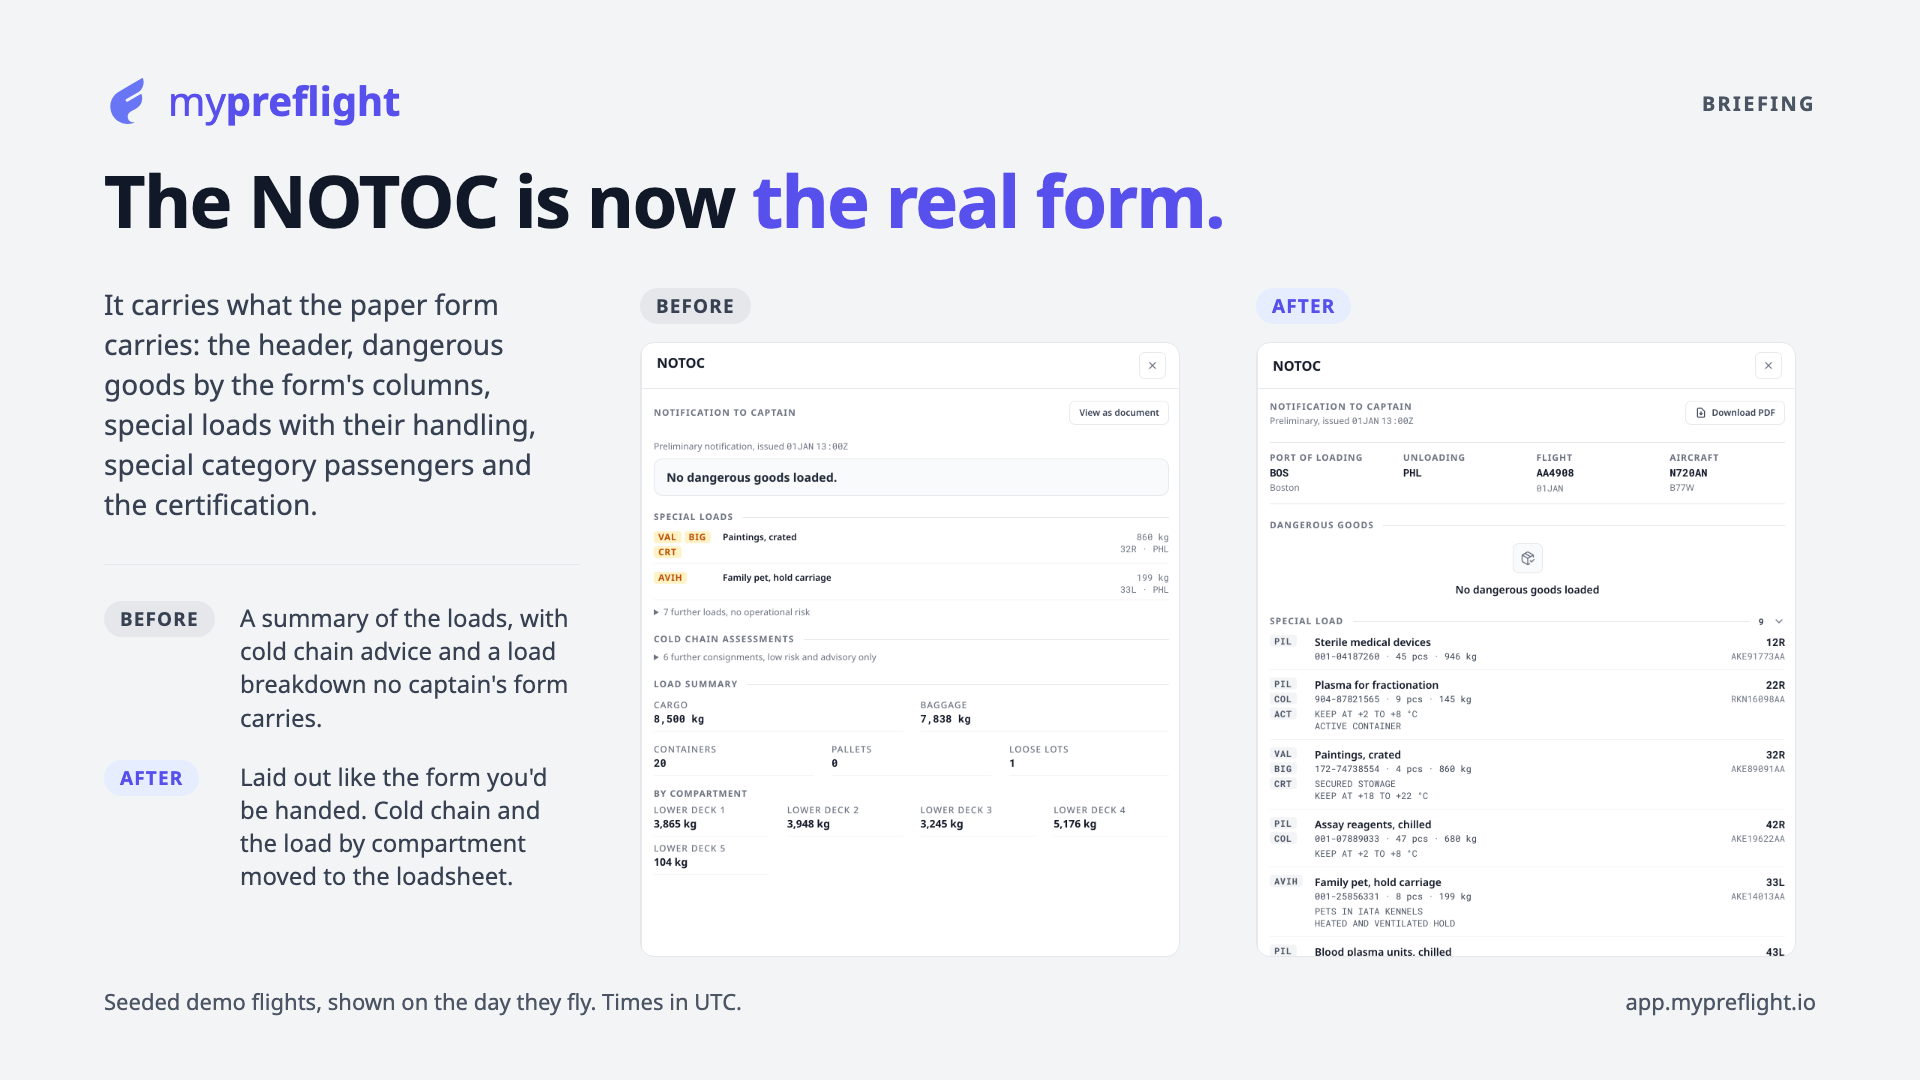 mypreflight
BRIEFING
The NOTOC is now the real form.
It carries what the paper form
carries: the header, dangerous
goods by the form's columns,
special loads with their handling,
special category passengers and
the certification.
BEFORE
A summary of the loads, with
cold chain advice and a load
breakdown no captain's form
carries.
AFTER
Laid out like the form you'd
be handed. Cold chain and
the load by compartment
moved to the loadsheet.
BEFORE
NOTOC
NOTIFICATION TO CAPTAIN
View as document
Preliminary notification, issued 01JAN 13:00Z
No dangerous goods loaded.
SPECIAL LOADS
VAL BIG Paintings, crated 860 kg
CRT 32R · PHL
AVIH Family pet, hold carriage 199 kg
33L · PHL
7 further loads, no operational risk
COLD CHAIN ASSESSMENTS
6 further consignments, low risk and advisory only
LOAD SUMMARY
CARGO BAGGAGE
8,500 kg 7,838 kg
CONTAINERS PALLETS LOOSE LOTS
20 0 1
BY COMPARTMENT
LOWER DECK 1 LOWER DECK 2 LOWER DECK 3 LOWER DECK 4
3,865 kg 3,948 kg 3,245 kg 5,176 kg
LOWER DECK 5
104 kg
AFTER
NOTOC
NOTIFICATION TO CAPTAIN
Preliminary, issued 01JAN 13:00Z
Download PDF
PORT OF LOADING UNLOADING FLIGHT AIRCRAFT
BOS PHL AA4908 N720AN
Boston 01JAN B77W
DANGEROUS GOODS
No dangerous goods loaded
SPECIAL LOAD 9
PIL Sterile medical devices 12R
001-04187260 · 45 pcs · 946 kg AKE91773AA
PIL Plasma for fractionation 22R
COL 904-87821565 · 9 pcs · 145 kg RKN16098AA
ACT KEEP AT +2 TO +8 °C
ACTIVE CONTAINER
VAL Paintings, crated 32R
BIG 172-74738554 · 4 pcs · 860 kg AKE89091AA
CRT SECURED STOWAGE
KEEP AT +18 TO +22 °C
PIL Assay reagents, chilled 42R
COL 001-07889033 · 47 pcs · 680 kg AKE19622AA
KEEP AT +2 TO +8 °C
AVIH Family pet, hold carriage 33L
001-25856331 · 8 pcs · 199 kg AKE14013AA
PETS IN IATA KENNELS
HEATED AND VENTILATED HOLD
PIL Blood plasma units, chilled 43L
Seeded demo flights, shown on the day they fly. Times in UTC.
app.mypreflight.io